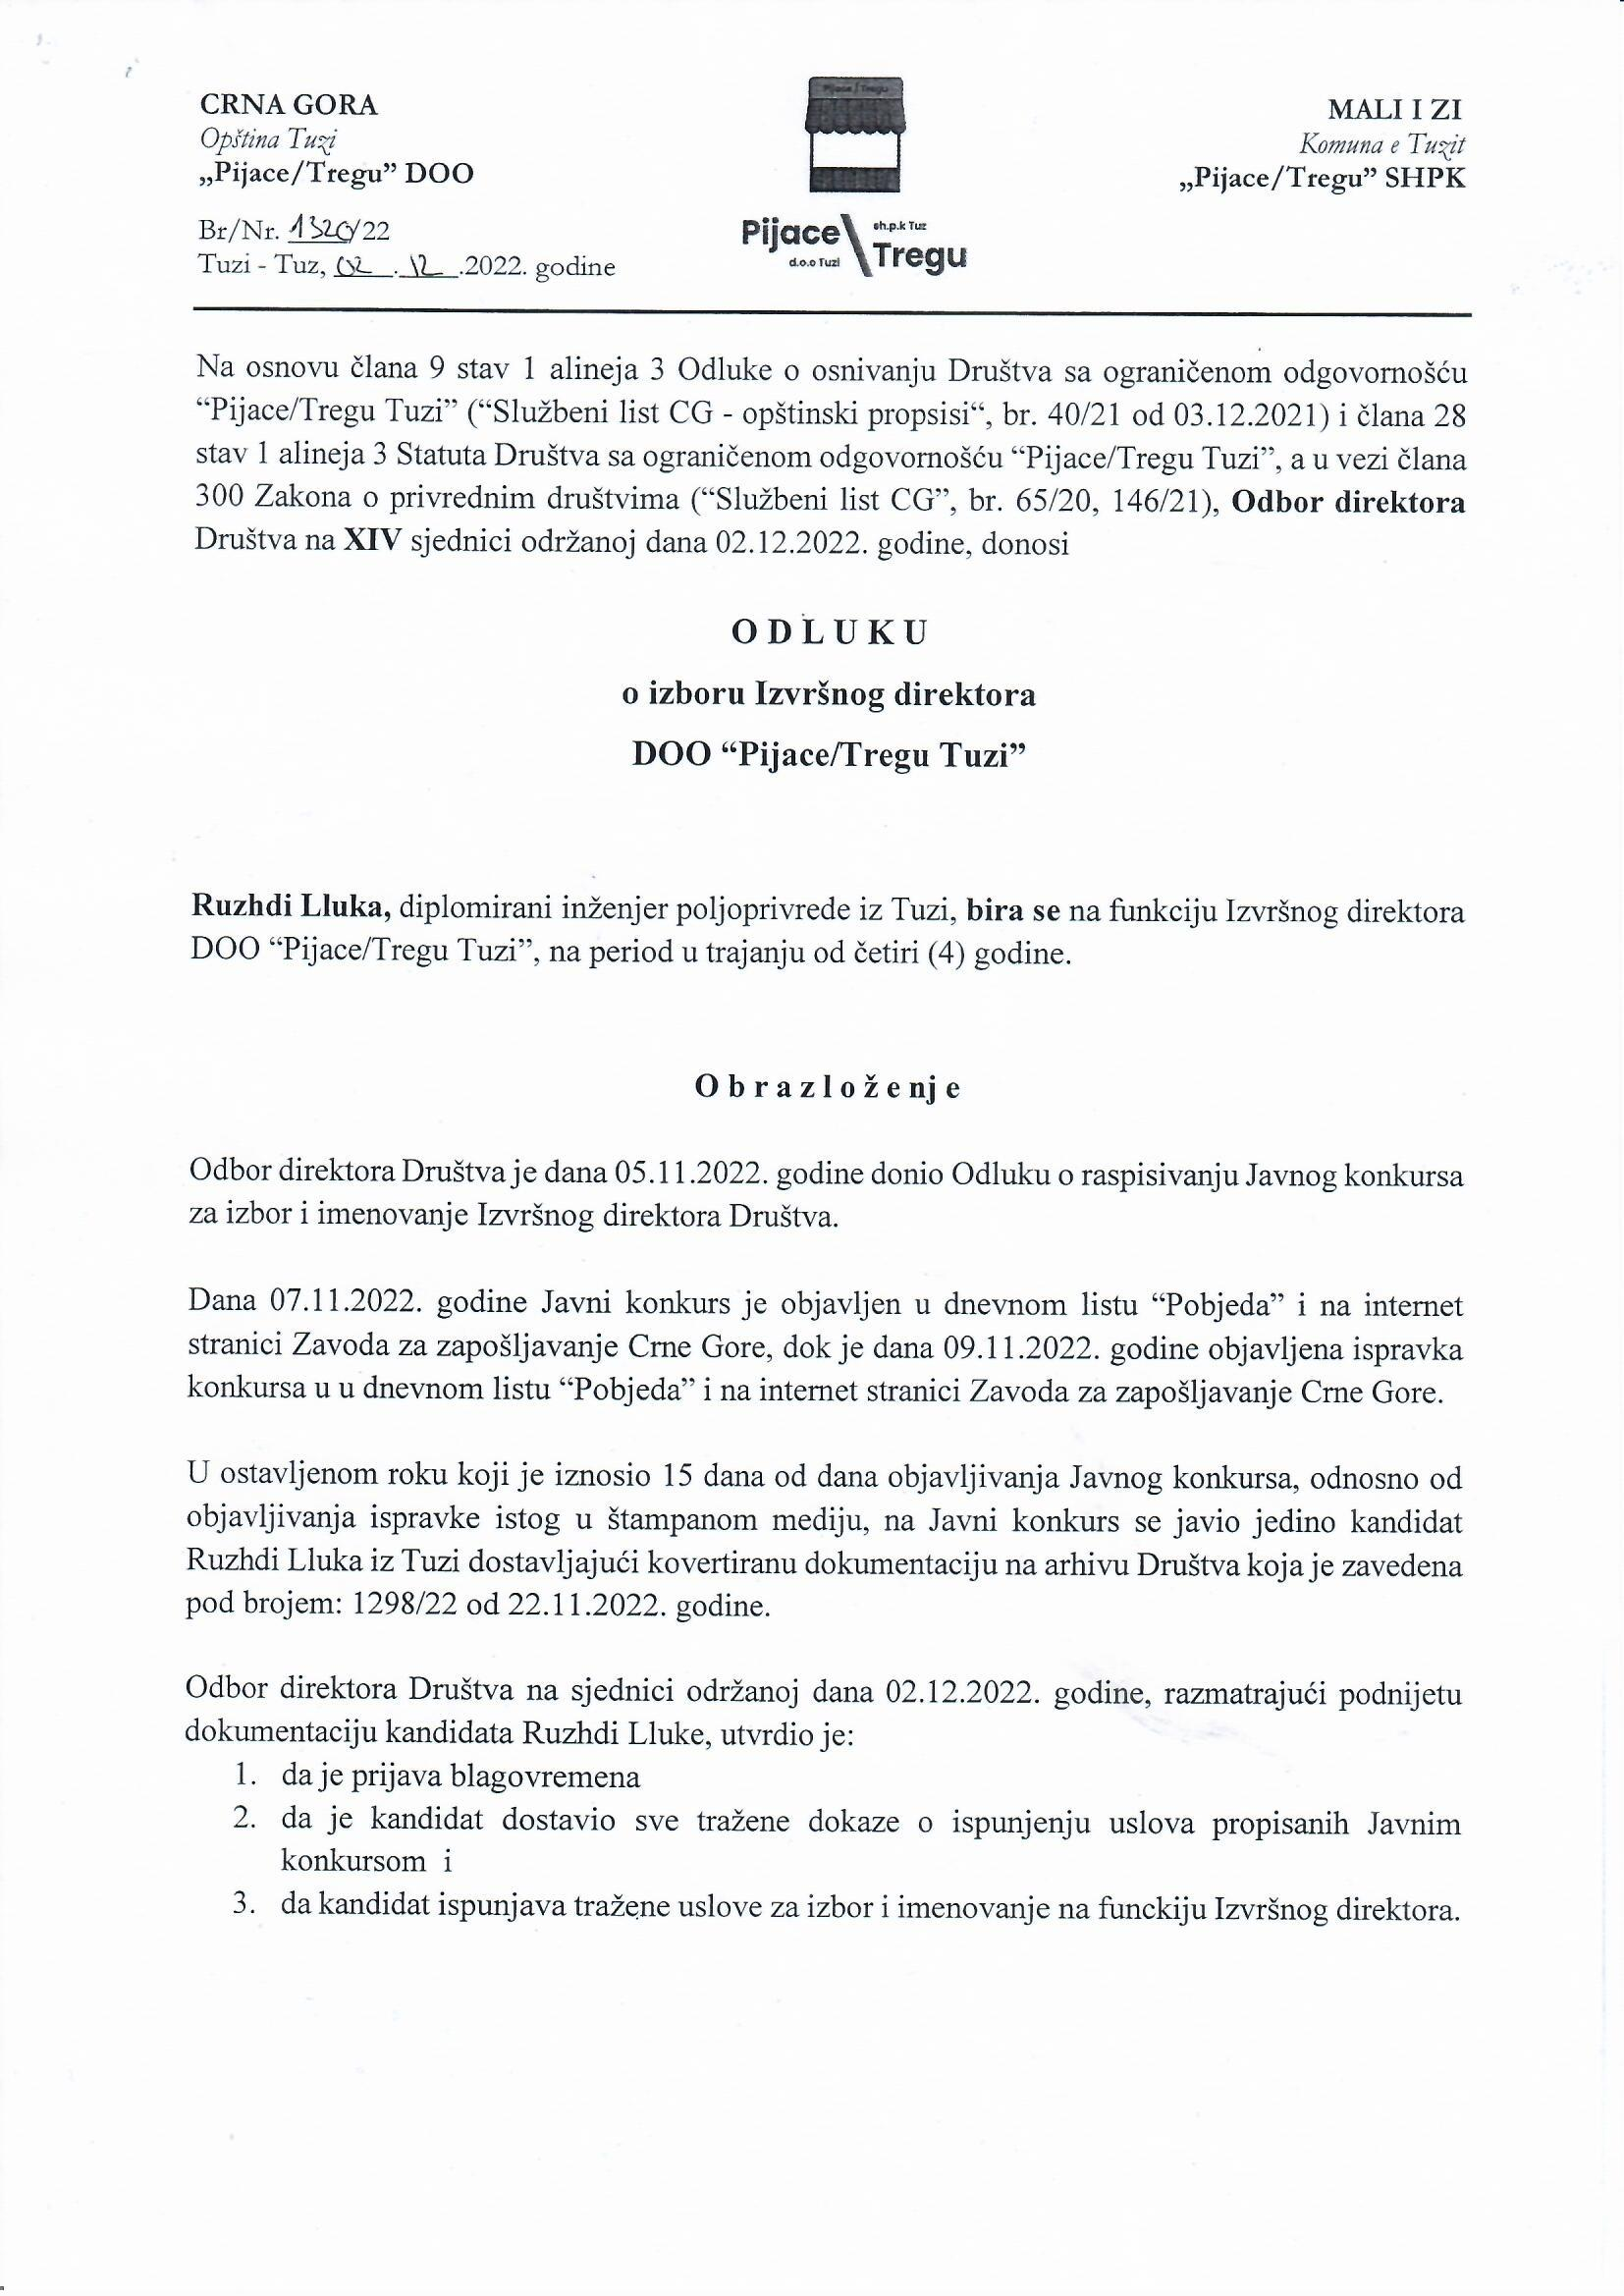 CRNA GORA
Opština Tuzi
„Pijace/Tregu” DOO
Br/Nr. 1320/22
Tuzi - Tuz, 02.12.2022. godine
Pijace / Tregu
Pijace\ sh.p.k Tuz
d.o.o Tuzi Tregu
MALI I ZI
Komuna e Tuzit
„Pijace/Tregu” SHPK
Na osnovu člana 9 stav 1 alineja 3 Odluke o osnivanju Društva sa ograničenom odgovornošću
“Pijace/Tregu Tuzi” (“Službeni list CG - opštinski propsisi“, br. 40/21 od 03.12.2021) i člana 28
stav 1 alineja 3 Statuta Društva sa ograničenom odgovornošću “Pijace/Tregu Tuzi”, a u vezi člana
300 Zakona o privrednim društvima (“Službeni list CG”, br. 65/20, 146/21), Odbor direktora
Društva na XIV sjednici održanoj dana 02.12.2022. godine, donosi
O D L U K U
o izboru Izvršnog direktora
DOO “Pijace/Tregu Tuzi”
Ruzhdi Lluka, diplomirani inženjer poljoprivrede iz Tuzi, bira se na funkciju Izvršnog direktora
DOO “Pijace/Tregu Tuzi”, na period u trajanju od četiri (4) godine.
O b r a z l o ž e nj e
Odbor direktora Društva je dana 05.11.2022. godine donio Odluku o raspisivanju Javnog konkursa
za izbor i imenovanje Izvršnog direktora Društva.
Dana 07.11.2022. godine Javni konkurs je objavljen u dnevnom listu “Pobjeda” i na internet
stranici Zavoda za zapošljavanje Crne Gore, dok je dana 09.11.2022. godine objavljena ispravka
konkursa u u dnevnom listu “Pobjeda” i na internet stranici Zavoda za zapošljavanje Crne Gore.
U ostavljenom roku koji je iznosio 15 dana od dana objavljivanja Javnog konkursa, odnosno od
objavljivanja ispravke istog u štampanom mediju, na Javni konkurs se javio jedino kandidat
Ruzhdi Lluka iz Tuzi dostavljajući kovertiranu dokumentaciju na arhivu Društva koja je zavedena
pod brojem: 1298/22 od 22.11.2022. godine.
Odbor direktora Društva na sjednici održanoj dana 02.12.2022. godine, razmatrajući podnijetu
dokumentaciju kandidata Ruzhdi Lluke, utvrdio je:
1. da je prijava blagovremena
2. da je kandidat dostavio sve tražene dokaze o ispunjenju uslova propisanih Javnim
konkursom i
3. da kandidat ispunjava tražene uslove za izbor i imenovanje na funckiju Izvršnog direktora.